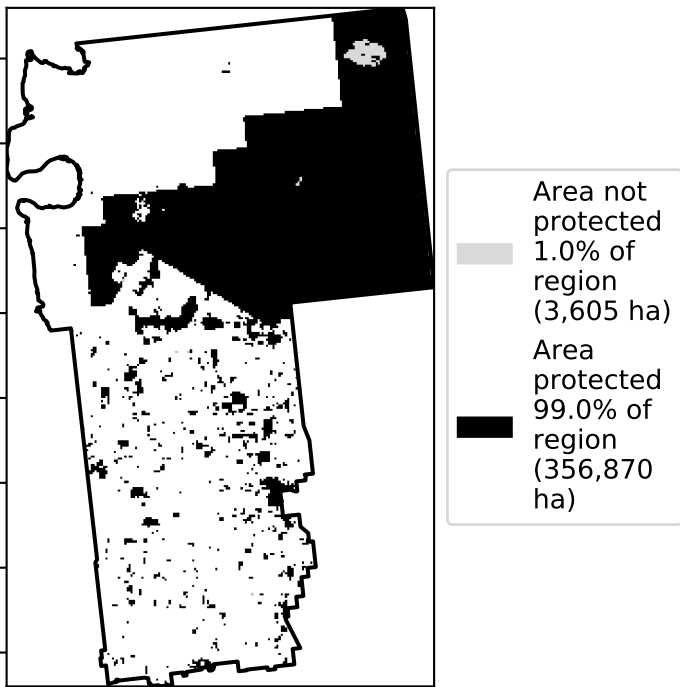 Area not
protected
1.0% of
region
(3,605 ha)
Area
protected
99.0% of
region
(356,870
ha)